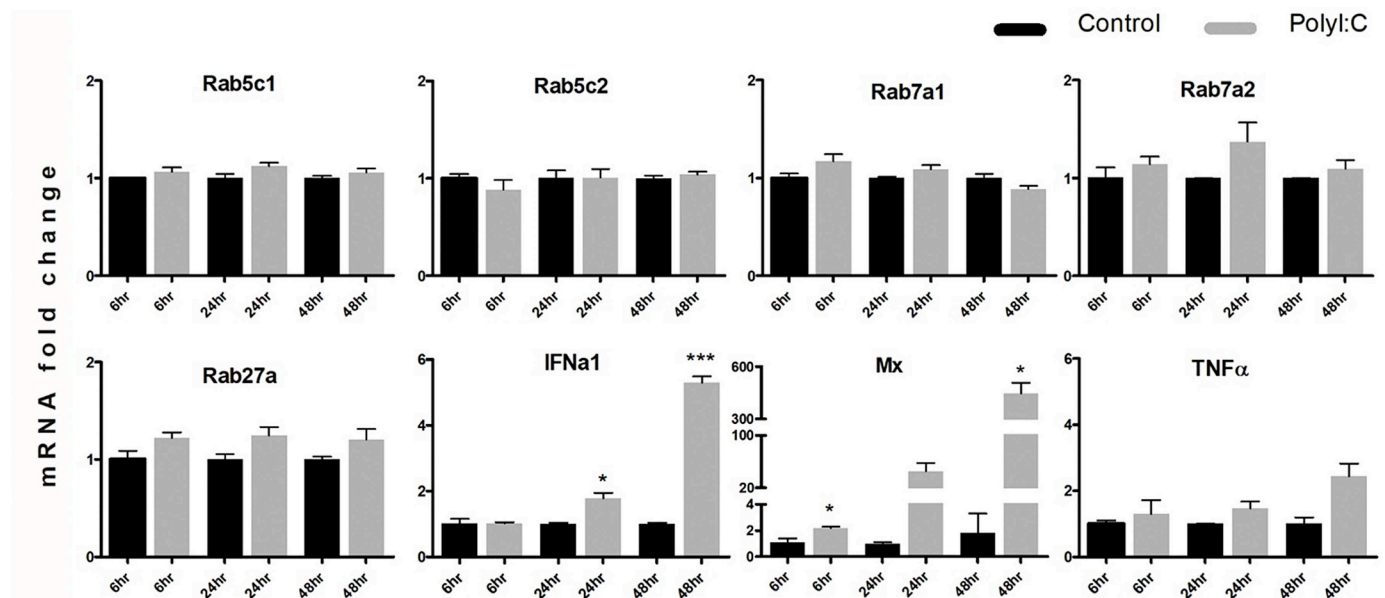 Control PolyI:C
mRNA fold change
Rab5c1
2
1
0
6hr 6hr 24hr 24hr 48hr 48hr
Rab5c2
2
1
0
6hr 6hr 24hr 24hr 48hr 48hr
Rab7a1
2
1
0
6hr 6hr 24hr 24hr 48hr 48hr
Rab7a2
2
1
0
6hr 6hr 24hr 24hr 48hr 48hr
Rab27a
2
1
0
6hr 6hr 24hr 24hr 48hr 48hr
IFNa1
6
4
2
0
*
***
6hr 6hr 24hr 24hr 48hr 48hr
Mx
600
300
100
20
4
2
0
*
*
6hr 6hr 24hr 24hr 48hr 48hr
TNFα
6
4
2
0
6hr 6hr 24hr 24hr 48hr 48hr